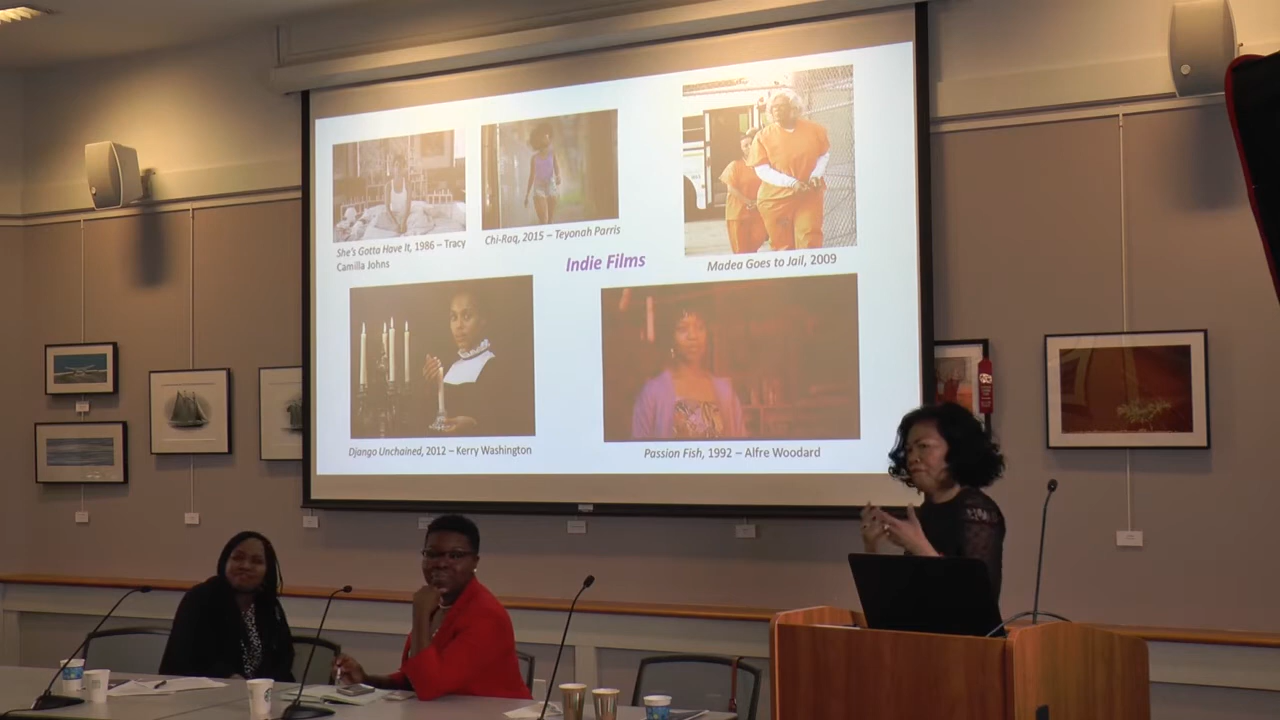 She's Gotta Have It, 1986 – Tracy
Camilla Johns
Chi-Raq, 2015 – Teyonah Parris
Indie Films
Madea Goes to Jail, 2009
Django Unchained, 2012 – Kerry Washington
Passion Fish, 1992 – Alfre Woodard